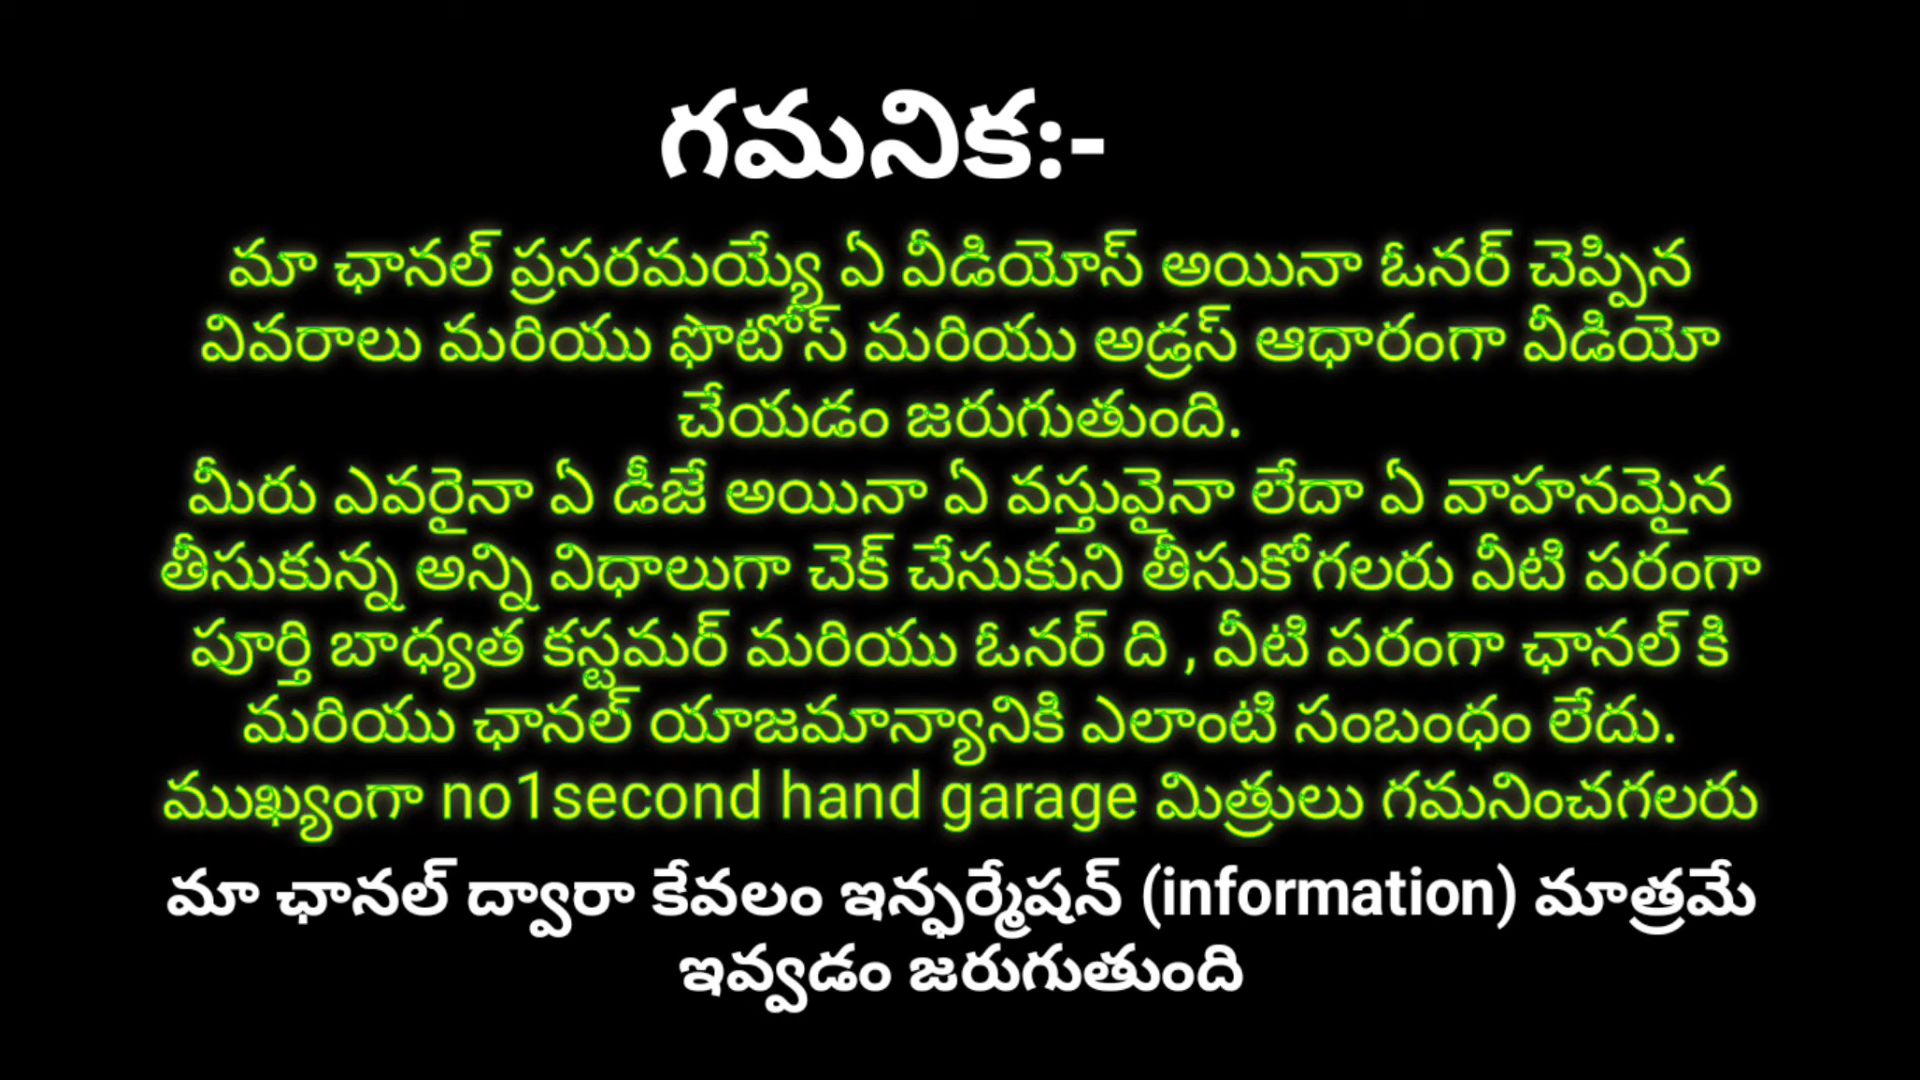 గమనిక:-
మా ఛానల్ ప్రసరమయ్యే ఏ వీడియోస్ అయినా ఓనర్ చెప్పిన
వివరాలు మరియు ఫొటోస్ మరియు అడ్రస్ ఆధారంగా వీడియో
చేయడం జరుగుతుంది.
మీరు ఎవరైనా ఏ డీజే అయినా ఏ వస్తువైనా లేదా ఏ వాహనమైన
తీసుకున్న అన్ని విధాలుగా చెక్ చేసుకుని తీసుకోగలరు వీటి పరంగా
పూర్తి బాధ్యత కస్టమర్ మరియు ఓనర్ ది , వీటి పరంగా ఛానల్ కి
మరియు ఛానల్ యాజమాన్యానికి ఎలాంటి సంబంధం లేదు.
ముఖ్యంగా no1second hand garage మిత్రులు గమనించగలరు
మా ఛానల్ ద్వారా కేవలం ఇన్ఫర్మేషన్ (information) మాత్రమే
ఇవ్వడం జరుగుతుంది